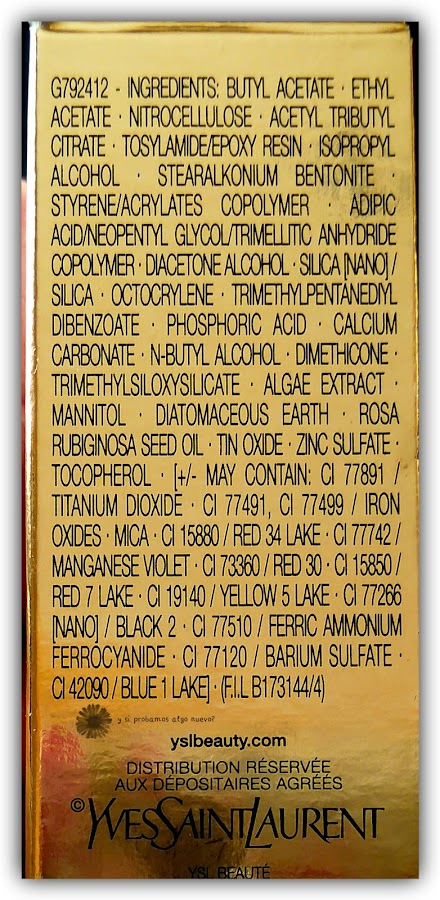 G792412 - INGREDIENTS: BUTYL ACETATE · ETHYL
ACETATE · NITROCELLULOSE · ACETYL TRIBUTYL
CITRATE · TOSYLAMIDE/EPOXY RESIN · ISOPROPYL
ALCOHOL · STEARALKONIUM BENTONITE ·
STYRENE/ACRYLATES COPOLYMER · ADIPIC
ACID/NEOPENTYL GLYCOL/TRIMELLITIC ANHYDRIDE
COPOLYMER · DIACETONE ALCOHOL · SILICA [NANO] /
SILICA · OCTOCRYLENE · TRIMETHYLPENTANEDIYL
DIBENZOATE · PHOSPHORIC ACID · CALCIUM
CARBONATE · N-BUTYL ALCOHOL · DIMETHICONE ·
TRIMETHYLSILOXYSILICATE · ALGAE EXTRACT ·
MANNITOL · DIATOMACEOUS EARTH · ROSA
RUBIGINOSA SEED OIL · TIN OXIDE · ZINC SULFATE ·
TOCOPHEROL · [+/- MAY CONTAIN: CI 77891 /
TITANIUM DIOXIDE · CI 77491, CI 77499 / IRON
OXIDES · MICA · CI 15880 / RED 34 LAKE · CI 77742 /
MANGANESE VIOLET · CI 73360 / RED 30 · CI 15850 /
RED 7 LAKE · CI 19140 / YELLOW 5 LAKE · CI 77266
[NANO] / BLACK 2 · CI 77510 / FERRIC AMMONIUM
FERROCYANIDE · CI 77120 / BARIUM SULFATE ·
CI 42090 / BLUE 1 LAKE] · (F.I.L B173144/4)
y si probamos algo nuevo?
yslbeauty.com
DISTRIBUTION RÉSERVÉE
AUX DÉPOSITAIRES AGRÉÉS
©YVESSAINTLAURENT
YSL BEAUTÉ